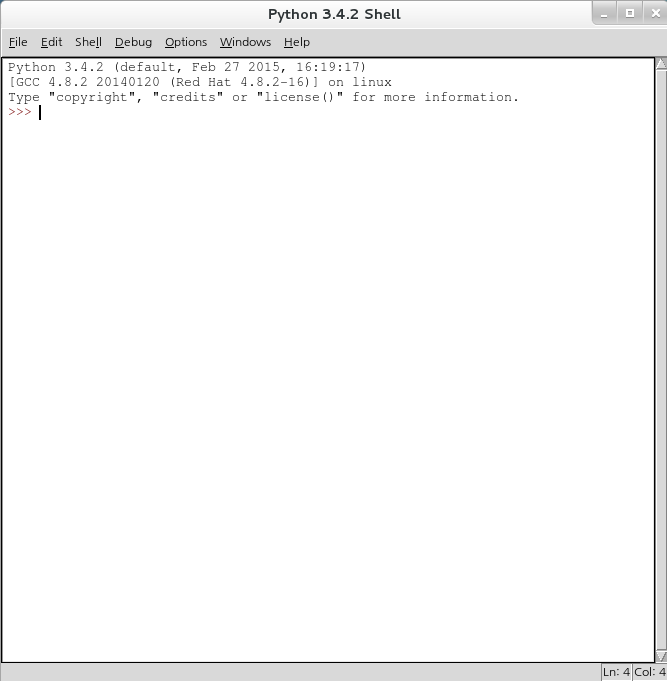 Python 3.4.2 Shell
File Edit Shell Debug Options Windows Help
Python 3.4.2 (default, Feb 27 2015, 16:19:17)
[GCC 4.8.2 20140120 (Red Hat 4.8.2-16)] on linux
Type "copyright", "credits" or "license()" for more information.
>>>
Ln: 4 Col: 4